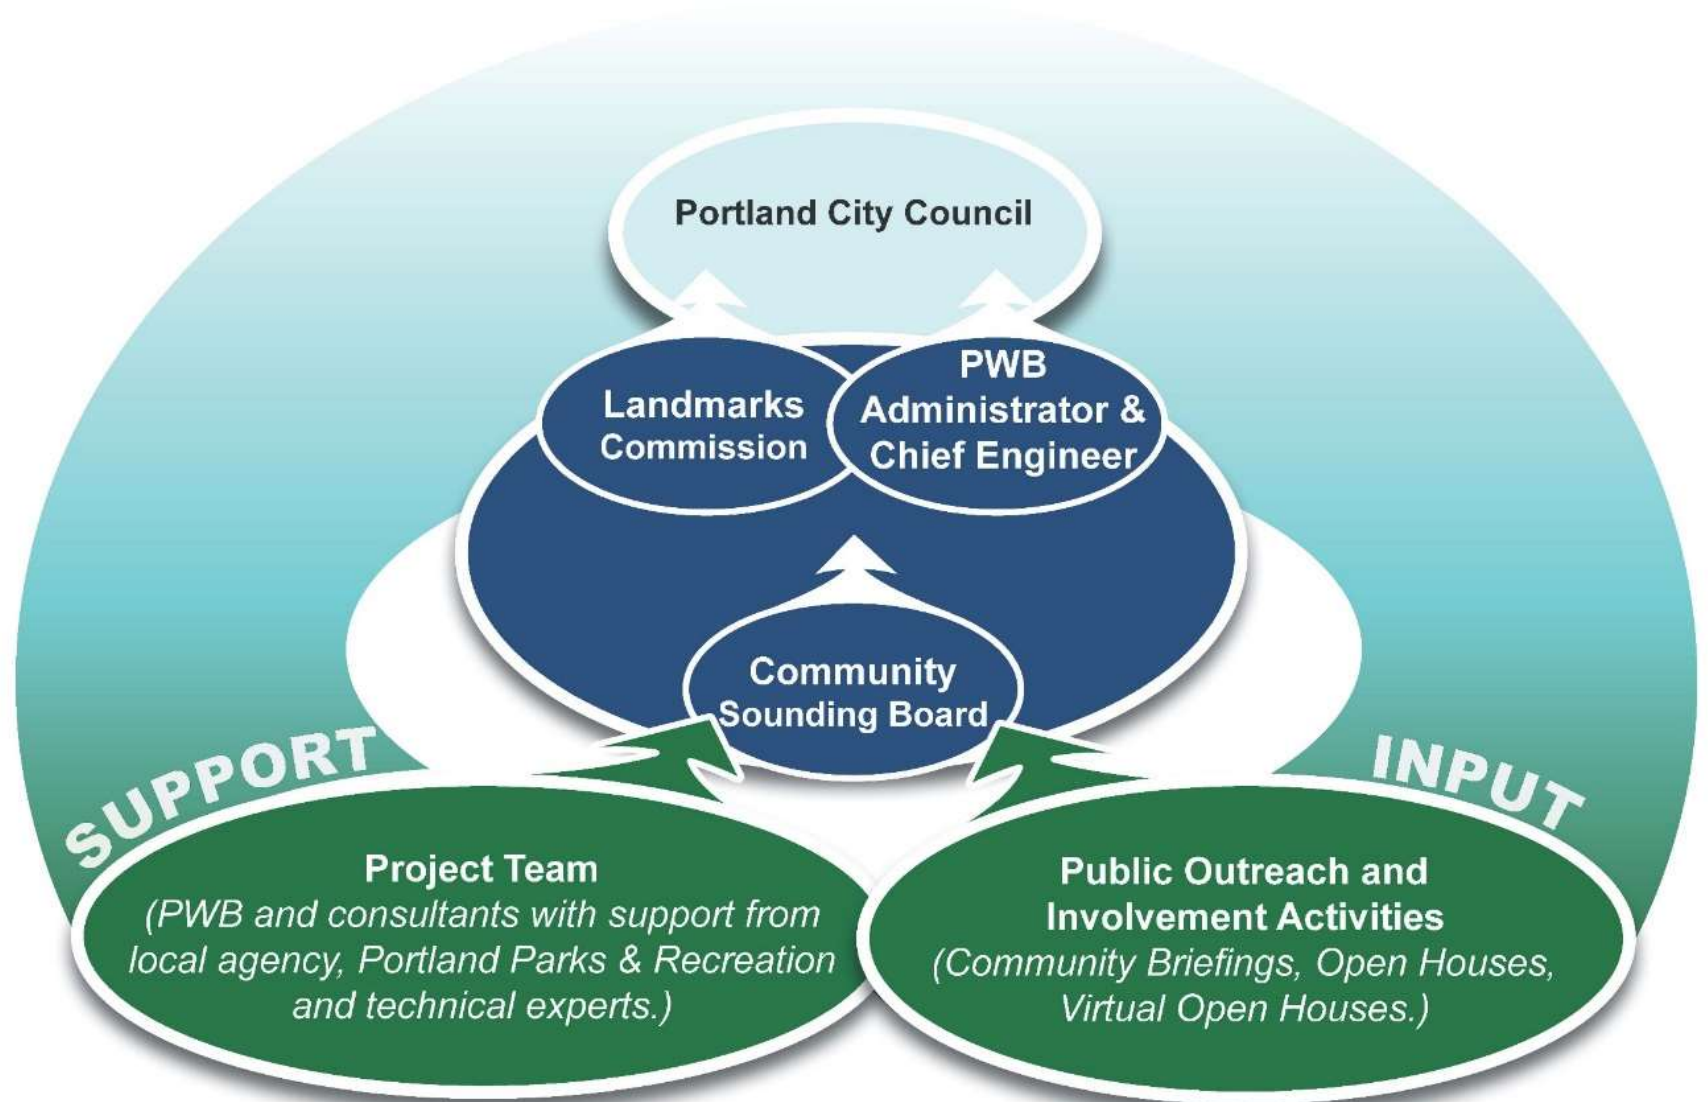 Portland City Council
Landmarks
Commission
PWB
Administrator &
Chief Engineer
Community
Sounding Board
SUPPORT
INPUT
Project Team
(PWB and consultants with support from
local agency, Portland Parks & Recreation
and technical experts.)
Public Outreach and
Involvement Activities
(Community Briefings, Open Houses,
Virtual Open Houses.)